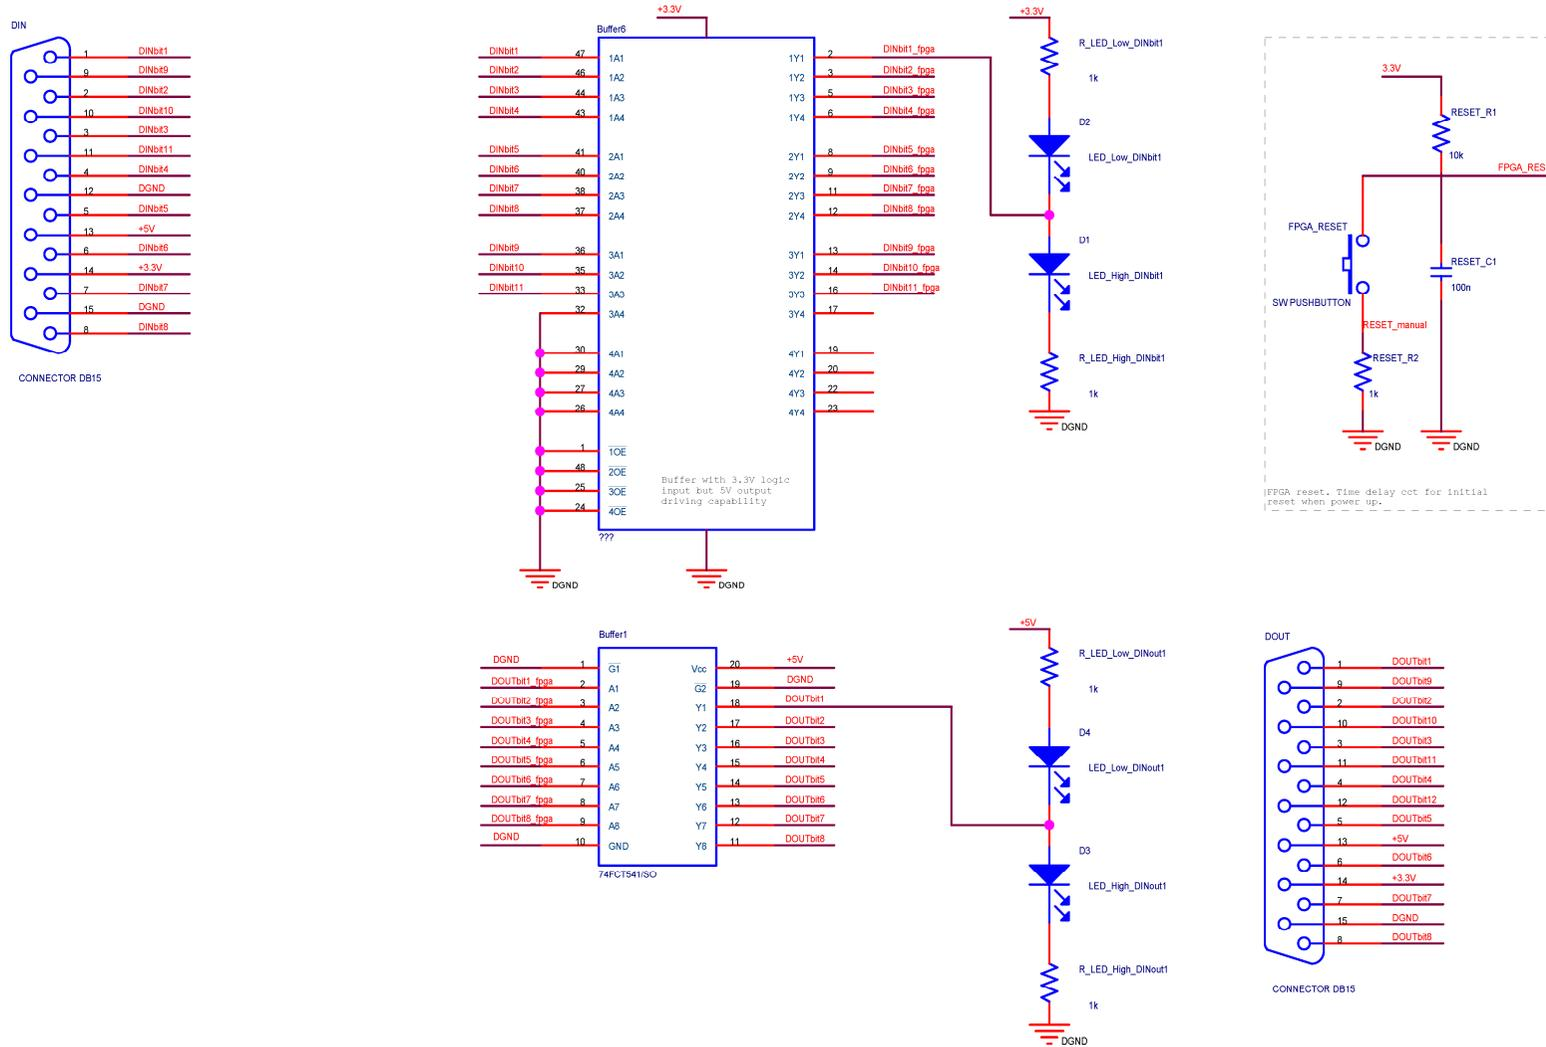 DIN
1 DINbit1
9 DINbit9
2 DINbit2
10 DINbit10
3 DINbit3
11 DINbit11
4 DINbit4
12 DGND
5 DINbit5
13 +5V
6 DINbit6
14 +3.3V
7 DINbit7
15 DGND
8 DINbit8
CONNECTOR DB15
+3.3V
Buffer6
DINbit1 47 1A1 1Y1 2 DINbit1_fpga
DINbit2 46 1A2 1Y2 3 DINbit2_fpga
DINbit3 44 1A3 1Y3 5 DINbit3_fpga
DINbit4 43 1A4 1Y4 6 DINbit4_fpga
DINbit5 41 2A1 2Y1 8 DINbit5_fpga
DINbit6 40 2A2 2Y2 9 DINbit6_fpga
DINbit7 38 2A3 2Y3 11 DINbit7_fpga
DINbit8 37 2A4 2Y4 12 DINbit8_fpga
DINbit9 36 3A1 3Y1 13 DINbit9_fpga
DINbit10 35 3A2 3Y2 14 DINbit10_fpga
DINbit11 33 3A3 3Y3 16 DINbit11_fpga
32 3A4 3Y4 17
30 4A1 4Y1 19
29 4A2 4Y2 20
27 4A3 4Y3 22
26 4A4 4Y4 23
1 1OE
48 2OE
25 3OE
24 4OE
Buffer with 3.3V logic
input but 5V output
driving capability
???
DGND
DGND
+3.3V
R_LED_Low_DINbit1
1k
D2
LED_Low_DINbit1
D1
LED_High_DINbit1
R_LED_High_DINbit1
1k
DGND
3.3V
RESET_R1
10k
FPGA_RES
FPGA_RESET
RESET_C1
100n
SW PUSHBUTTON
RESET_manual
RESET_R2
1k
DGND
DGND
FPGA reset. Time delay cct for initial
reset when power up.
Buffer1
DGND 1 G1 Vcc 20 +5V
DOUTbit1_fpga 2 A1 G2 19 DGND
DOUTbit2_fpga 3 A2 Y1 18 DOUTbit1
DOUTbit3_fpga 4 A3 Y2 17 DOUTbit2
DOUTbit4_fpga 5 A4 Y3 16 DOUTbit3
DOUTbit5_fpga 6 A5 Y4 15 DOUTbit4
DOUTbit6_fpga 7 A6 Y5 14 DOUTbit5
DOUTbit7_fpga 8 A7 Y6 13 DOUTbit6
DOUTbit8_fpga 9 A8 Y7 12 DOUTbit7
DGND 10 GND Y8 11 DOUTbit8
74FCT541/SO
+5V
R_LED_Low_DINout1
1k
D4
LED_Low_DINout1
D3
LED_High_DINout1
R_LED_High_DINout1
1k
DGND
DOUT
1 DOUTbit1
9 DOUTbit9
2 DOUTbit2
10 DOUTbit10
3 DOUTbit3
11 DOUTbit11
4 DOUTbit4
12 DOUTbit12
5 DOUTbit5
13 +5V
6 DOUTbit6
14 +3.3V
7 DOUTbit7
15 DGND
8 DOUTbit8
CONNECTOR DB15